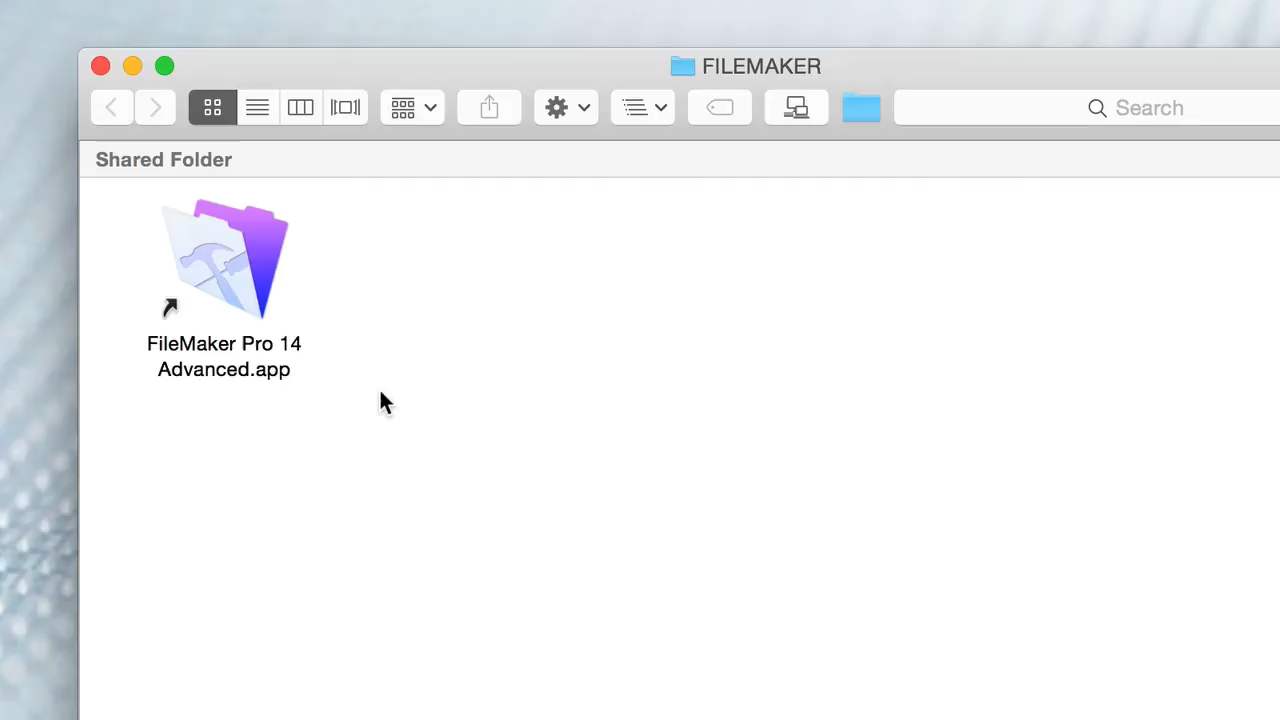 FILEMAKER
Search
Shared Folder
FileMaker Pro 14
Advanced.app